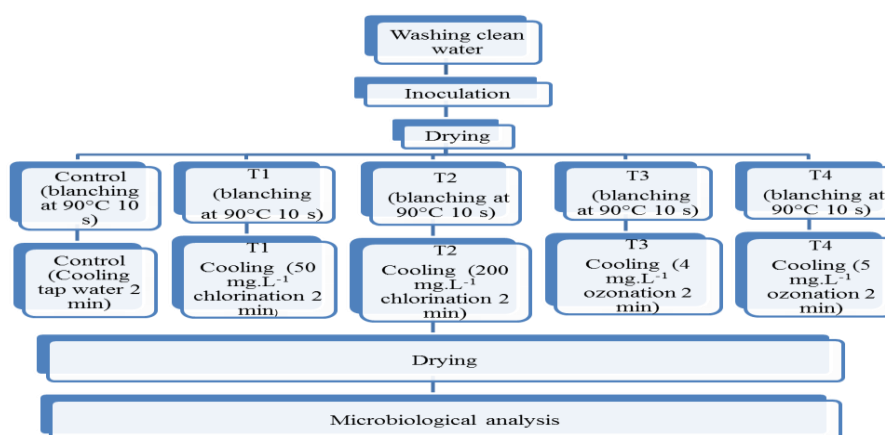 Washing clean
water
Inoculation
Drying
Control
(blanching
at 90°C 10
s)
T1
(blanching
at 90°C 10 s)
T2
(blanching at
90°C 10 s)
T3
(blanching
at 90°C 10 s)
T4
(blanching
at 90°C 10 s)
Control
(Cooling
tap water 2
min)
T1
Cooling (50
mg.L⁻¹
chlorination 2
min)
T2
Cooling (200
mg.L⁻¹
chlorination 2
min)
T3
Cooling (4
mg.L⁻¹
ozonation 2
min)
T4
Cooling (5
mg.L⁻¹
ozonation 2
min)
Drying
Microbiological analysis